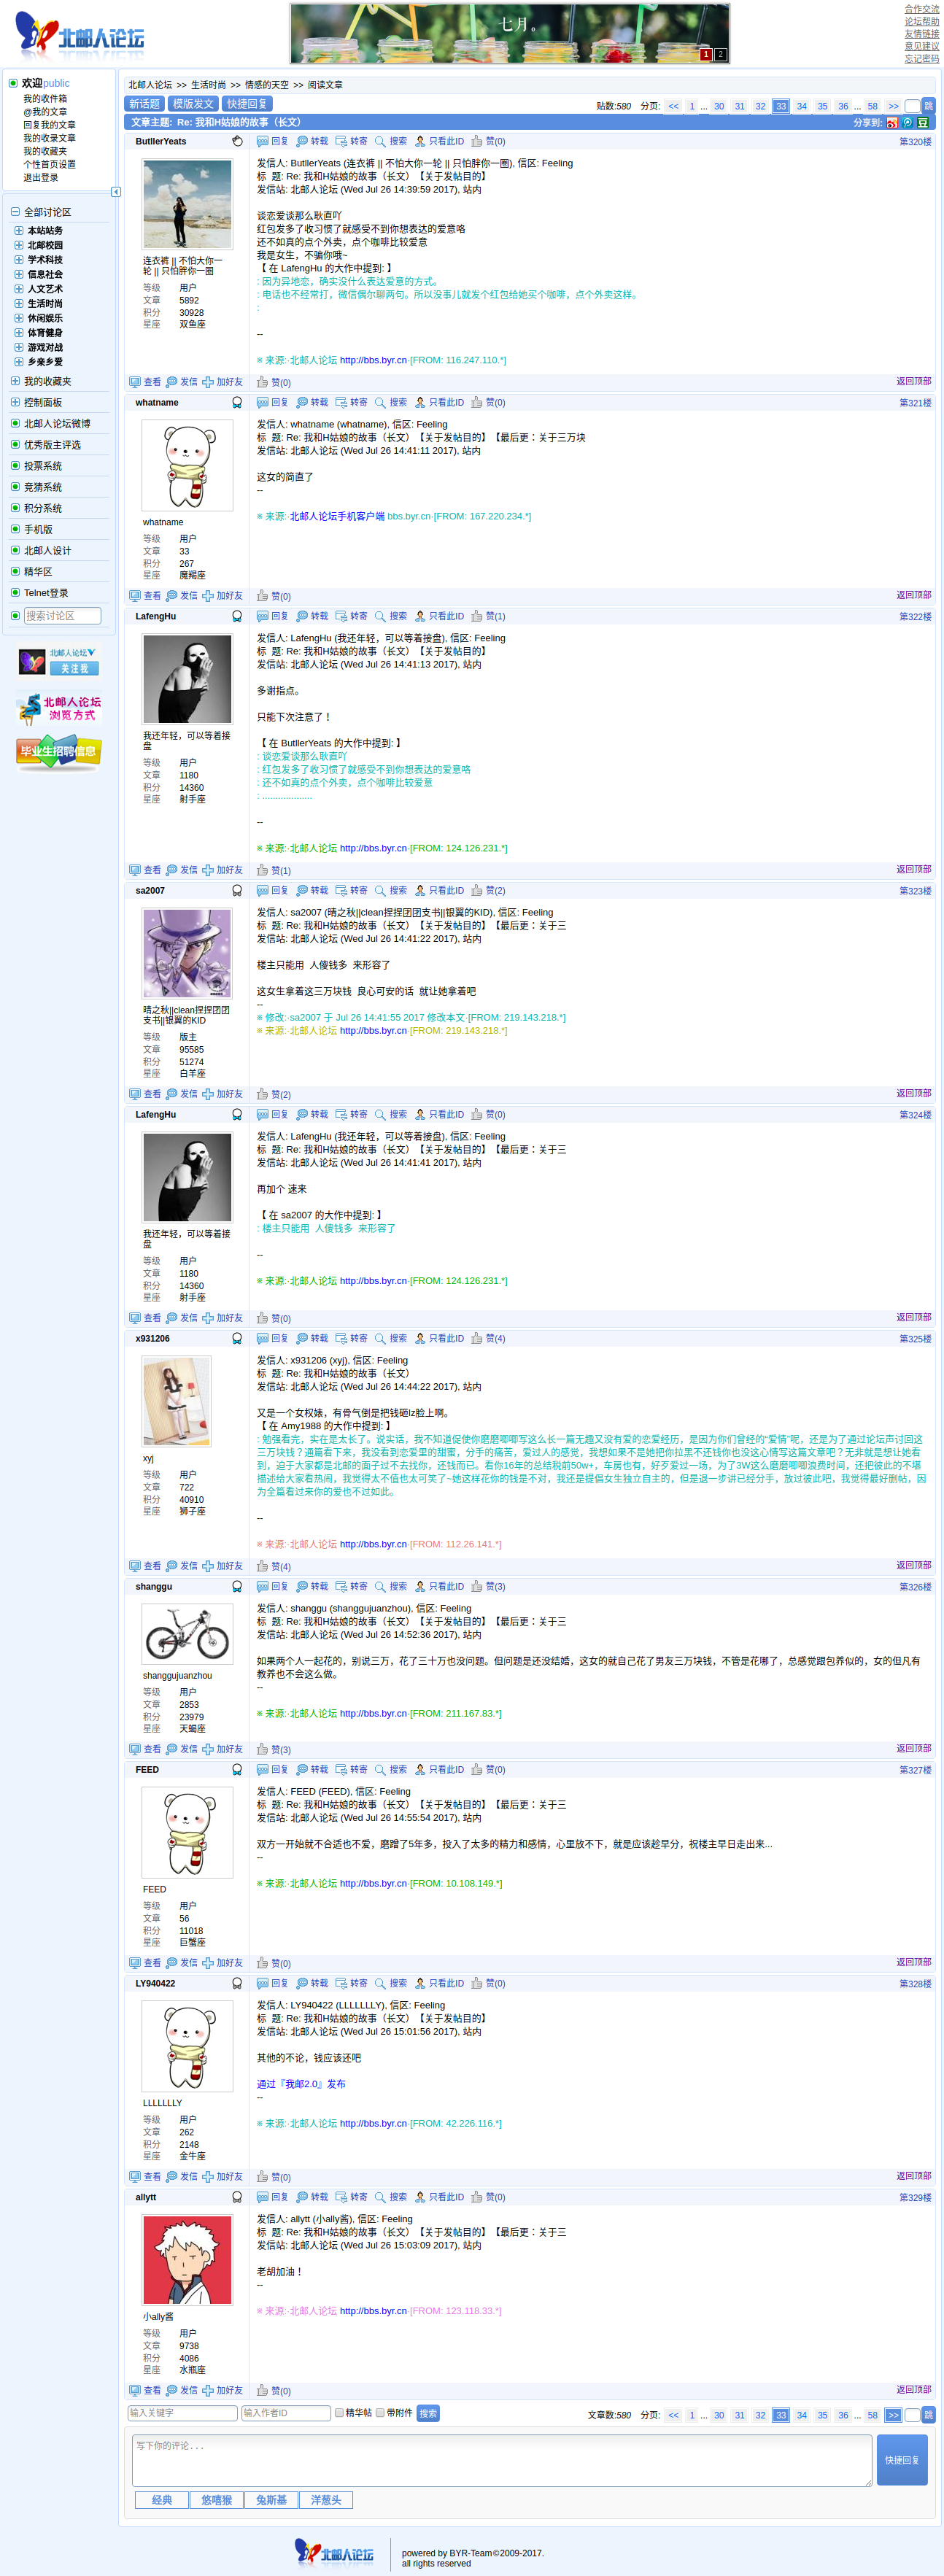 北邮人论坛
七月。
1 2
合作交流
论坛帮助
友情链接
意见建议
忘记密码
欢迎public
我的收件箱
@我的文章
回复我的文章
我的收录文章
我的收藏夹
个性首页设置
退出登录
全部讨论区
本站站务
北邮校园
学术科技
信息社会
人文艺术
生活时尚
休闲娱乐
体育健身
游戏对战
乡亲乡爱
我的收藏夹
控制面板
北邮人论坛微博
优秀版主评选
投票系统
竞猜系统
积分系统
手机版
北邮人设计
精华区
Telnet登录
搜索讨论区
北邮人论坛
关注我
北邮人论坛
浏览方式
毕业生招聘信息
北邮人论坛 >> 生活时尚 >> 情感的天空 >> 阅读文章
新话题 模版发文 快捷回复
贴数:580 分页: << 1 ... 30 31 32 33 34 35 36 ... 58 >> 跳
文章主题: Re: 我和H姑娘的故事（长文）
分享到: 豆
ButllerYeats
回复 转载 转寄 搜索 只看此ID 赞(0)
第320楼
连衣裤 || 不怕大你一轮 || 只怕胖你一圈
等级 用户
文章 5892
积分 30928
星座 双鱼座
发信人: ButllerYeats (连衣裤 || 不怕大你一轮 || 只怕胖你一圈), 信区: Feeling
标 题: Re: 我和H姑娘的故事（长文）【关于发帖目的】
发信站: 北邮人论坛 (Wed Jul 26 14:39:59 2017), 站内
谈恋爱谈那么耿直吖
红包发多了收习惯了就感受不到你想表达的爱意咯
还不如真的点个外卖，点个咖啡比较爱意
我是女生，不骗你哦~
【 在 LafengHu 的大作中提到: 】
: 因为异地恋，确实没什么表达爱意的方式。
: 电话也不经常打，微信偶尔聊两句。所以没事儿就发个红包给她买个咖啡，点个外卖这样。
:
--
※ 来源:·北邮人论坛 http://bbs.byr.cn·[FROM: 116.247.110.*]
查看 发信 加好友 赞(0) 返回顶部
whatname
回复 转载 转寄 搜索 只看此ID 赞(0)
第321楼
whatname
等级 用户
文章 33
积分 267
星座 魔羯座
发信人: whatname (whatname), 信区: Feeling
标 题: Re: 我和H姑娘的故事（长文）【关于发帖目的】【最后更：关于三万块
发信站: 北邮人论坛 (Wed Jul 26 14:41:11 2017), 站内
这女的简直了
--
※ 来源:·北邮人论坛手机客户端 bbs.byr.cn·[FROM: 167.220.234.*]
查看 发信 加好友 赞(0) 返回顶部
LafengHu
回复 转载 转寄 搜索 只看此ID 赞(1)
第322楼
我还年轻，可以等着接盘
等级 用户
文章 1180
积分 14360
星座 射手座
发信人: LafengHu (我还年轻，可以等着接盘), 信区: Feeling
标 题: Re: 我和H姑娘的故事（长文）【关于发帖目的】
发信站: 北邮人论坛 (Wed Jul 26 14:41:13 2017), 站内
多谢指点。
只能下次注意了！
【 在 ButllerYeats 的大作中提到: 】
: 谈恋爱谈那么耿直吖
: 红包发多了收习惯了就感受不到你想表达的爱意咯
: 还不如真的点个外卖，点个咖啡比较爱意
: ...................
--
※ 来源:·北邮人论坛 http://bbs.byr.cn·[FROM: 124.126.231.*]
查看 发信 加好友 赞(1) 返回顶部
sa2007
回复 转载 转寄 搜索 只看此ID 赞(2)
第323楼
晴之秋||clean捏捏团团支书||银翼的KID
等级 版主
文章 95585
积分 51274
星座 白羊座
发信人: sa2007 (晴之秋||clean捏捏团团支书||银翼的KID), 信区: Feeling
标 题: Re: 我和H姑娘的故事（长文）【关于发帖目的】【最后更：关于三
发信站: 北邮人论坛 (Wed Jul 26 14:41:22 2017), 站内
楼主只能用 人傻钱多 来形容了
这女生拿着这三万块钱 良心可安的话 就让她拿着吧
--
※ 修改:·sa2007 于 Jul 26 14:41:55 2017 修改本文·[FROM: 219.143.218.*]
※ 来源:·北邮人论坛 http://bbs.byr.cn·[FROM: 219.143.218.*]
查看 发信 加好友 赞(2) 返回顶部
LafengHu
回复 转载 转寄 搜索 只看此ID 赞(0)
第324楼
我还年轻，可以等着接盘
等级 用户
文章 1180
积分 14360
星座 射手座
发信人: LafengHu (我还年轻，可以等着接盘), 信区: Feeling
标 题: Re: 我和H姑娘的故事（长文）【关于发帖目的】【最后更：关于三
发信站: 北邮人论坛 (Wed Jul 26 14:41:41 2017), 站内
再加个 速来
【 在 sa2007 的大作中提到: 】
: 楼主只能用 人傻钱多 来形容了
--
※ 来源:·北邮人论坛 http://bbs.byr.cn·[FROM: 124.126.231.*]
查看 发信 加好友 赞(0) 返回顶部
x931206
回复 转载 转寄 搜索 只看此ID 赞(4)
第325楼
xyj
等级 用户
文章 722
积分 40910
星座 狮子座
发信人: x931206 (xyj), 信区: Feeling
标 题: Re: 我和H姑娘的故事（长文）
发信站: 北邮人论坛 (Wed Jul 26 14:44:22 2017), 站内
又是一个女权婊，有骨气倒是把钱砸lz脸上啊。
【 在 Amy1988 的大作中提到: 】
: 勉强看完，实在是太长了。说实话，我不知道促使你磨磨唧唧写这么长一篇无趣又没有爱的恋爱经历，是因为你们曾经的“爱情”呢，还是为了通过论坛声讨回这三万块钱？通篇看下来，我没看到恋爱里的甜蜜，分手的痛苦，爱过人的感觉，我想如果不是她把你拉黑不还钱你也没这心情写这篇文章吧？无非就是想让她看到，迫于大家都是北邮的面子过不去找你，还钱而已。看你16年的总结税前50w+，车房也有，好歹爱过一场，为了3W这么磨磨唧唧浪费时间，还把彼此的不堪描述给大家看热闹，我觉得太不值也太可笑了~她这样花你的钱是不对，我还是提倡女生独立自主的，但是退一步讲已经分手，放过彼此吧，我觉得最好删帖，因为全篇看过来你的爱也不过如此。
--
※ 来源:·北邮人论坛 http://bbs.byr.cn·[FROM: 112.26.141.*]
查看 发信 加好友 赞(4) 返回顶部
shanggu
回复 转载 转寄 搜索 只看此ID 赞(3)
第326楼
shanggujuanzhou
等级 用户
文章 2853
积分 23979
星座 天蝎座
发信人: shanggu (shanggujuanzhou), 信区: Feeling
标 题: Re: 我和H姑娘的故事（长文）【关于发帖目的】【最后更：关于三
发信站: 北邮人论坛 (Wed Jul 26 14:52:36 2017), 站内
如果两个人一起花的，别说三万，花了三十万也没问题。但问题是还没结婚，这女的就自己花了男友三万块钱，不管是花哪了，总感觉跟包养似的，女的但凡有教养也不会这么做。
--
※ 来源:·北邮人论坛 http://bbs.byr.cn·[FROM: 211.167.83.*]
查看 发信 加好友 赞(3) 返回顶部
FEED
回复 转载 转寄 搜索 只看此ID 赞(0)
第327楼
FEED
等级 用户
文章 56
积分 11018
星座 巨蟹座
发信人: FEED (FEED), 信区: Feeling
标 题: Re: 我和H姑娘的故事（长文）【关于发帖目的】【最后更：关于三
发信站: 北邮人论坛 (Wed Jul 26 14:55:54 2017), 站内
双方一开始就不合适也不爱，磨蹭了5年多，投入了太多的精力和感情，心里放不下，就是应该趁早分，祝楼主早日走出来...
--
※ 来源:·北邮人论坛 http://bbs.byr.cn·[FROM: 10.108.149.*]
查看 发信 加好友 赞(0) 返回顶部
LY940422
回复 转载 转寄 搜索 只看此ID 赞(0)
第328楼
LLLLLLLY
等级 用户
文章 262
积分 2148
星座 金牛座
发信人: LY940422 (LLLLLLLY), 信区: Feeling
标 题: Re: 我和H姑娘的故事（长文）【关于发帖目的】【最后更：关于三
发信站: 北邮人论坛 (Wed Jul 26 15:01:56 2017), 站内
其他的不论，钱应该还吧
通过『我邮2.0』发布
--
※ 来源:·北邮人论坛 http://bbs.byr.cn·[FROM: 42.226.116.*]
查看 发信 加好友 赞(0) 返回顶部
allytt
回复 转载 转寄 搜索 只看此ID 赞(0)
第329楼
小ally酱
等级 用户
文章 9738
积分 4086
星座 水瓶座
发信人: allytt (小ally酱), 信区: Feeling
标 题: Re: 我和H姑娘的故事（长文）【关于发帖目的】【最后更：关于三
发信站: 北邮人论坛 (Wed Jul 26 15:03:09 2017), 站内
老胡加油！
--
※ 来源:·北邮人论坛 http://bbs.byr.cn·[FROM: 123.118.33.*]
查看 发信 加好友 赞(0) 返回顶部
输入关键字 输入作者ID 精华帖 带附件 搜索
文章数:580 分页: << 1 ... 30 31 32 33 34 35 36 ... 58 >> 跳
写下你的评论...
快捷回复
经典 悠嘻猴 兔斯基 洋葱头
北邮人论坛
powered by BYR-Team©2009-2017.
all rights reserved